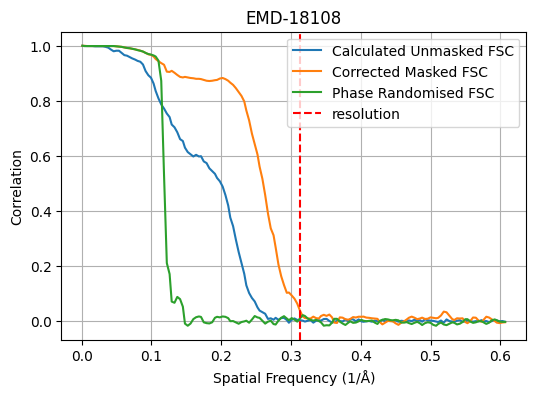 EMD-18108
Calculated Unmasked FSC
Corrected Masked FSC
Phase Randomised FSC
resolution
Correlation
1.0
0.8
0.6
0.4
0.2
0.0
0.0 0.1 0.2 0.3 0.4 0.5 0.6
Spatial Frequency (1/Å)